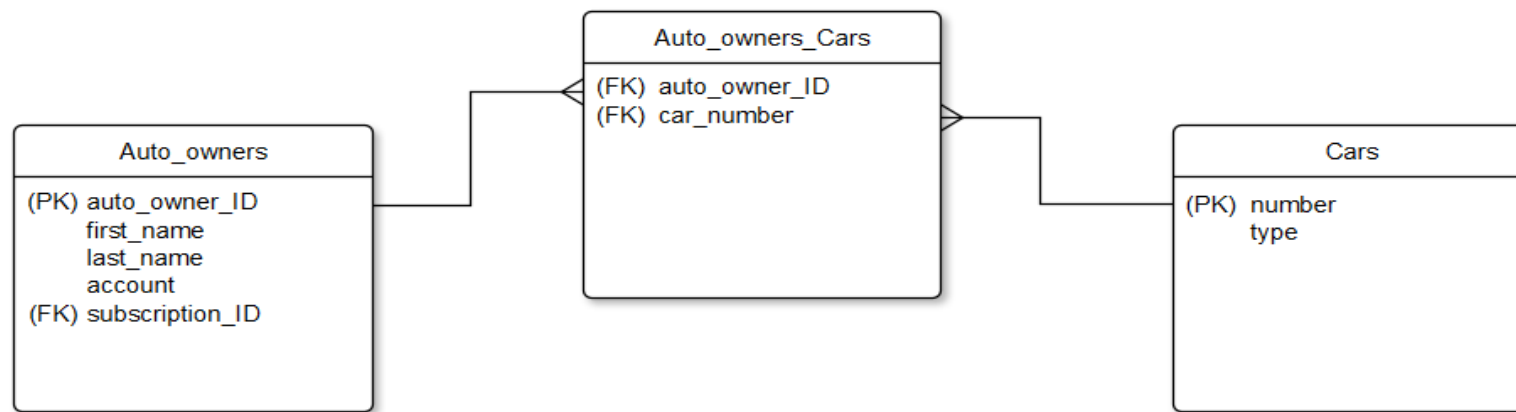 Auto_owners_Cars
(FK) auto_owner_ID
(FK) car_number
Auto_owners
(PK) auto_owner_ID
first_name
last_name
account
(FK) subscription_ID
Cars
(PK) number
type